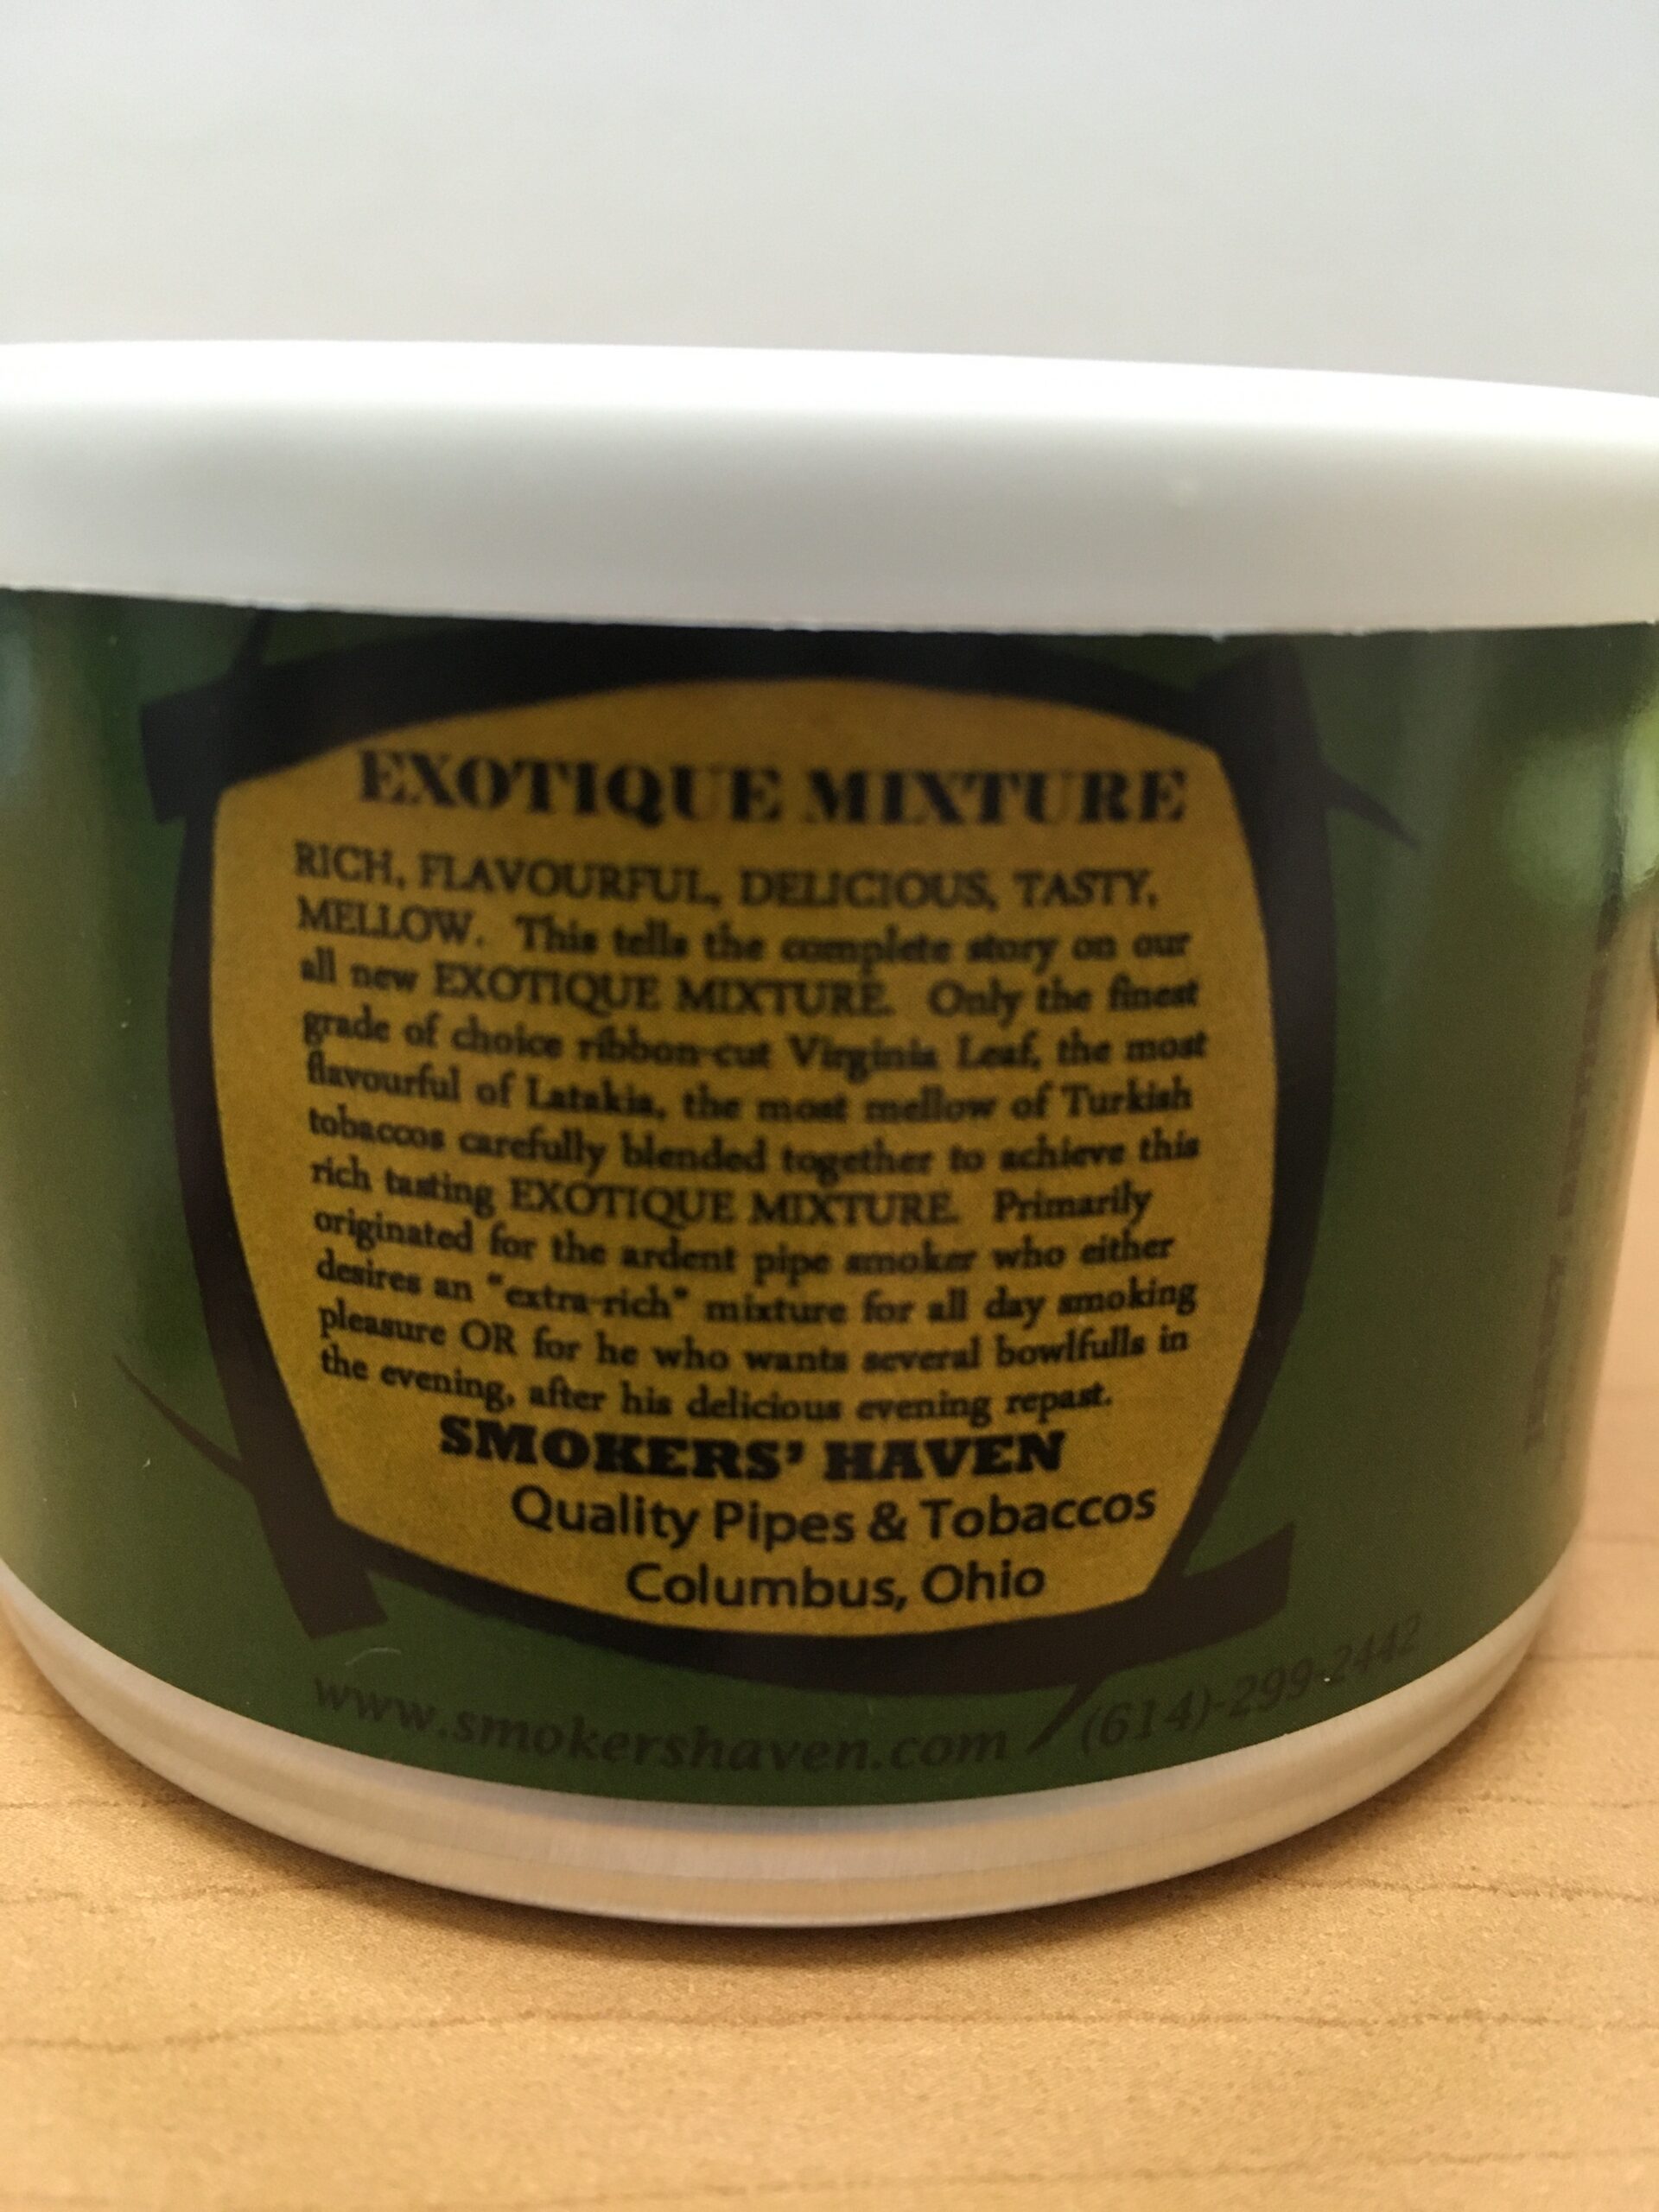 EXOTIQUE MIXTURE
RICH, FLAVOURFUL, DELICIOUS, TASTY,
MELLOW. This tells the complete story on our
all new EXOTIQUE MIXTURE. Only the finest
grade of choice ribbon-cut Virginia Leaf, the most
flavourful of Latakia, the most mellow of Turkish
tobaccos carefully blended together to achieve this
rich tasting EXOTIQUE MIXTURE. Primarily
originated for the ardent pipe smoker who either
desires an "extra-rich" mixture for all day smoking
pleasure OR for he who wants several bowlfulls in
the evening, after his delicious evening repast.
SMOKERS' HAVEN
Quality Pipes & Tobaccos
Columbus, Ohio
www.smokershaven.com (614)-299-2442